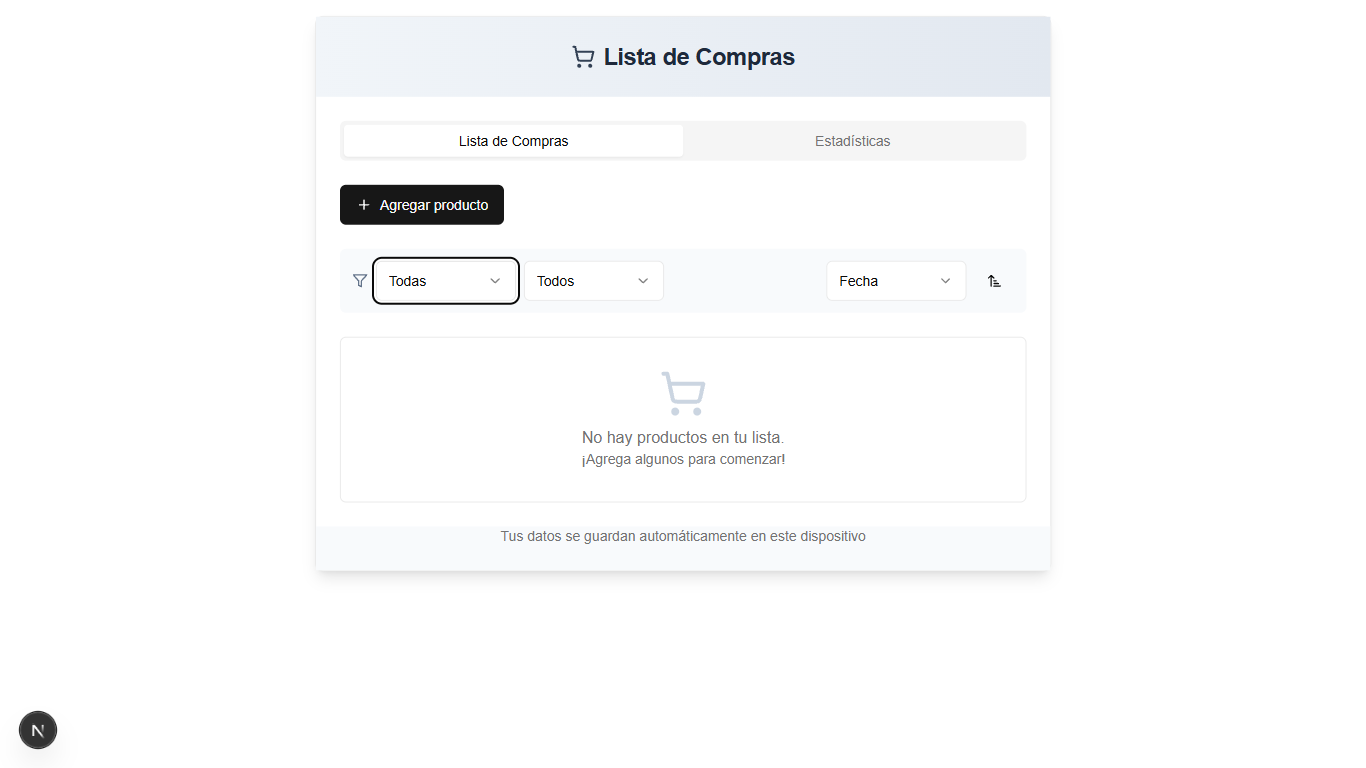 Lista de Compras
Lista de Compras
Estadísticas
Agregar producto
Todas
Todos
Fecha
No hay productos en tu lista.
¡Agrega algunos para comenzar!
Tus datos se guardan automáticamente en este dispositivo
N